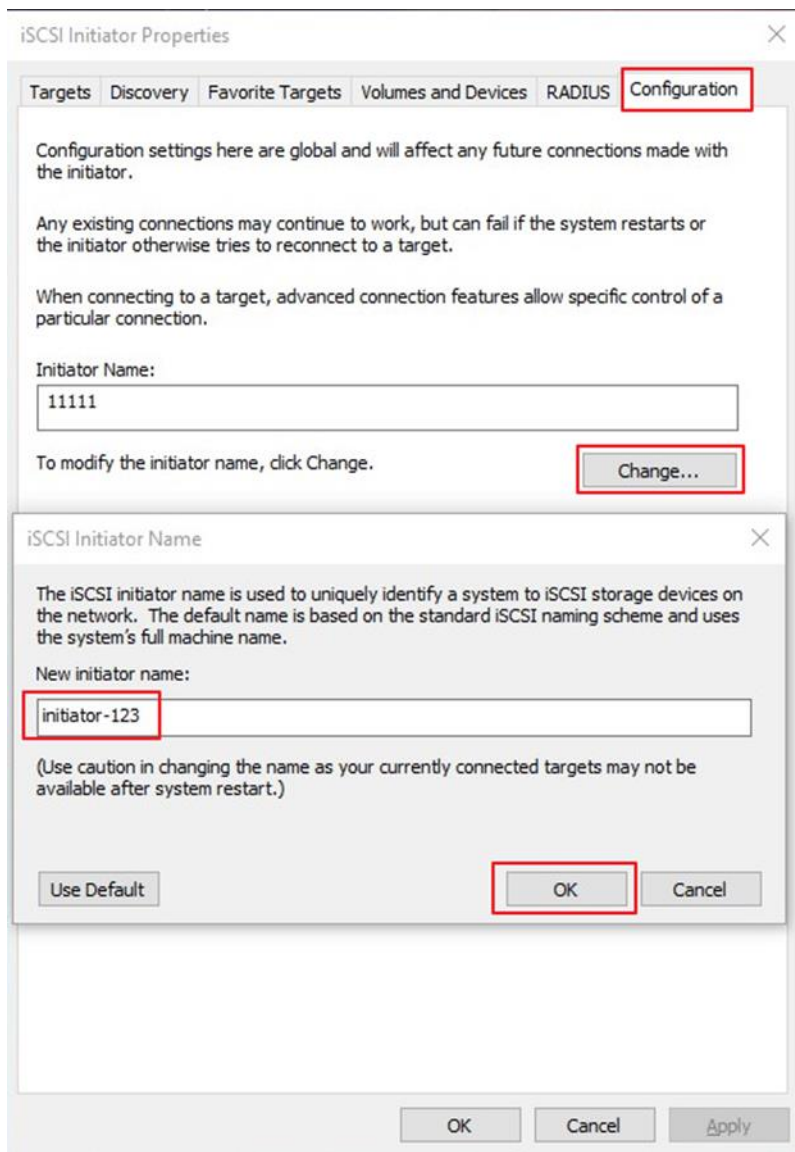 iSCSI Initiator Properties
Targets Discovery Favorite Targets Volumes and Devices RADIUS Configuration
Configuration settings here are global and will affect any future connections made with
the initiator.
Any existing connections may continue to work, but can fail if the system restarts or
the initiator otherwise tries to reconnect to a target.
When connecting to a target, advanced connection features allow specific control of a
particular connection.
Initiator Name:
11111
To modify the initiator name, click Change.
Change...
iSCSI Initiator Name
The iSCSI initiator name is used to uniquely identify a system to iSCSI storage devices on
the network. The default name is based on the standard iSCSI naming scheme and uses
the system's full machine name.
New initiator name:
initiator-123
(Use caution in changing the name as your currently connected targets may not be
available after system restart.)
Use Default OK Cancel
OK Cancel Apply